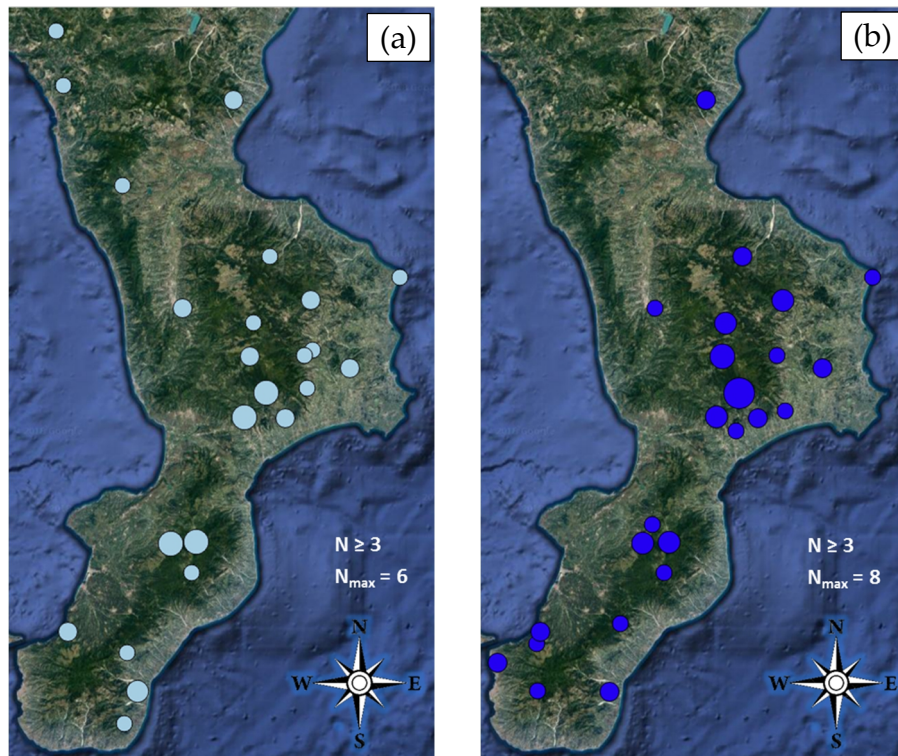 (a)
N ≥ 3
Nmax = 6
N
W E
S
(b)
N ≥ 3
Nmax = 8
N
W E
S